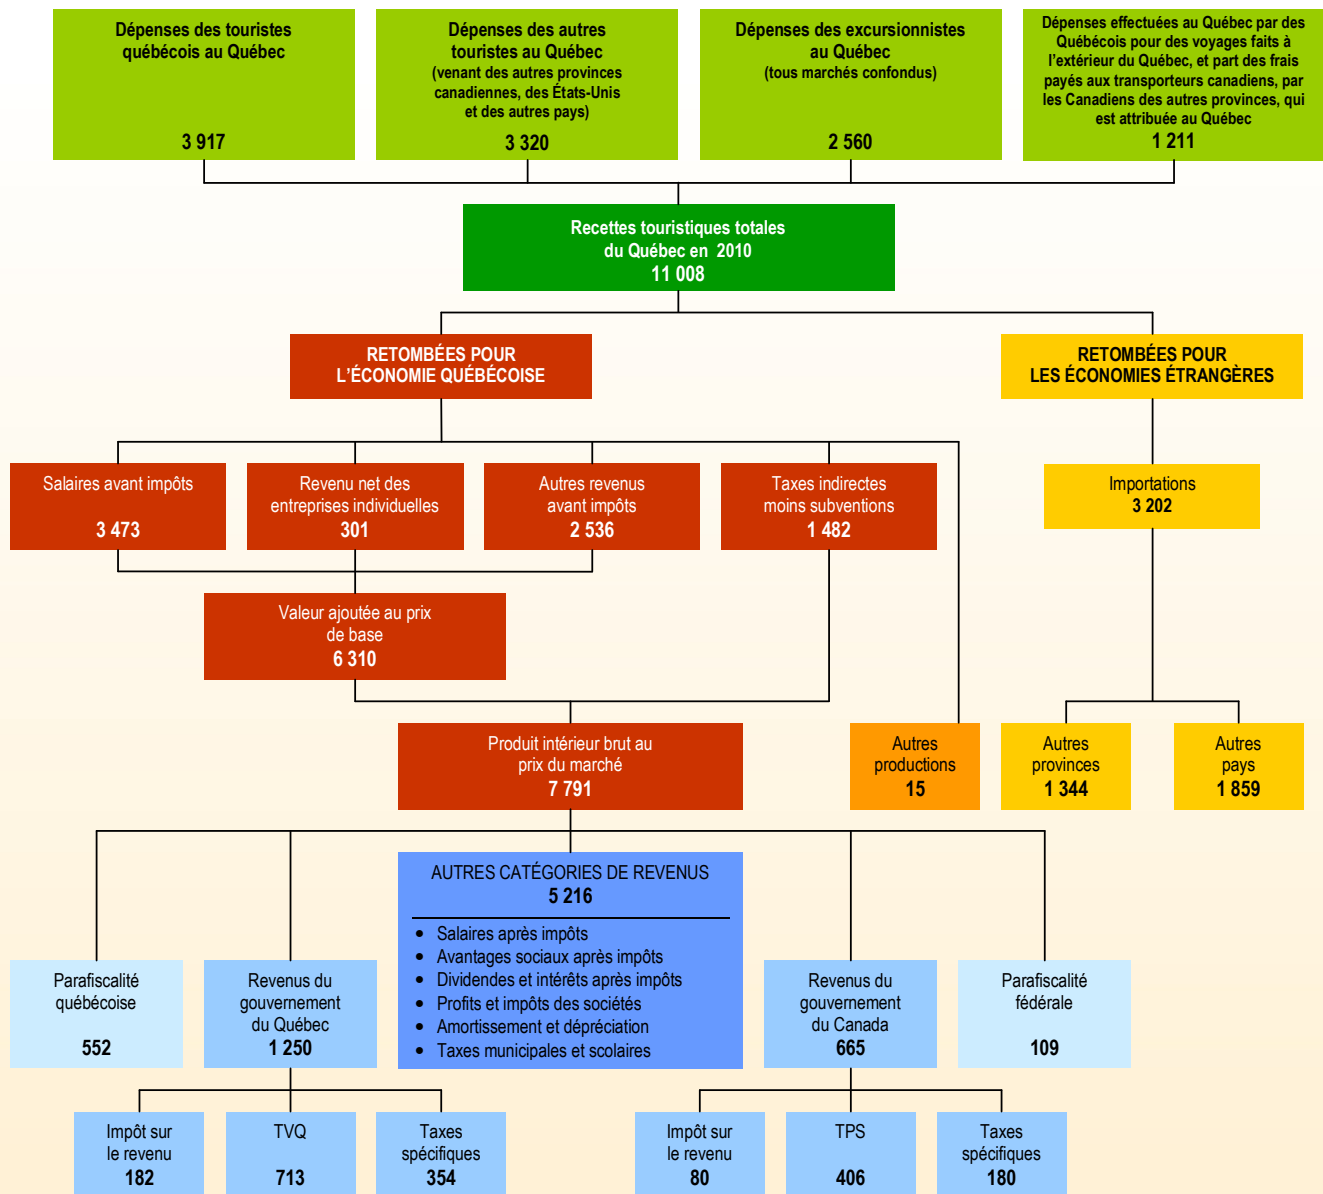 Dépenses des touristes
québécois au Québec
3 917
Dépenses des autres
touristes au Québec
(venant des autres provinces
canadiennes, des États-Unis
et des autres pays)
3 320
Dépenses des excursionnistes
au Québec
(tous marchés confondus)
2 560
Dépenses effectuées au Québec par des
Québécois pour des voyages faits à
l’extérieur du Québec, et part des frais
payés aux transporteurs canadiens, par
les Canadiens des autres provinces, qui
est attribuée au Québec
1 211
Recettes touristiques totales
du Québec en 2010
11 008
RETOMBÉES POUR
L’ÉCONOMIE QUÉBÉCOISE
RETOMBÉES POUR
LES ÉCONOMIES ÉTRANGÈRES
Salaires avant impôts
3 473
Revenu net des
entreprises individuelles
301
Autres revenus
avant impôts
2 536
Taxes indirectes
moins subventions
1 482
Importations
3 202
Valeur ajoutée au prix
de base
6 310
Produit intérieur brut au
prix du marché
7 791
Autres
productions
15
Autres
provinces
1 344
Autres
pays
1 859
AUTRES CATÉGORIES DE REVENUS
5 216
• Salaires après impôts
• Avantages sociaux après impôts
• Dividendes et intérêts après impôts
• Profits et impôts des sociétés
• Amortissement et dépréciation
• Taxes municipales et scolaires
Parafiscalité
québécoise
552
Revenus du
gouvernement
du Québec
1 250
Revenus du
gouvernement
du Canada
665
Parafiscalité
fédérale
109
Impôt sur
le revenu
182
TVQ
713
Taxes
spécifiques
354
Impôt sur
le revenu
80
TPS
406
Taxes
spécifiques
180